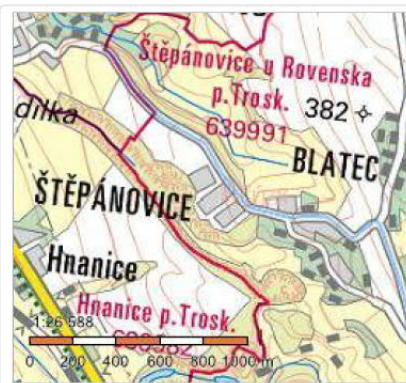 Štěpánovice u Rovenska
p.Trosk.
639991
382
dílka
BLATEC
ŠTĚPÁNOVICE
Hnanice
Hnanice p.Trosk.
1:26 588
0 200 400 600 800 1000 m